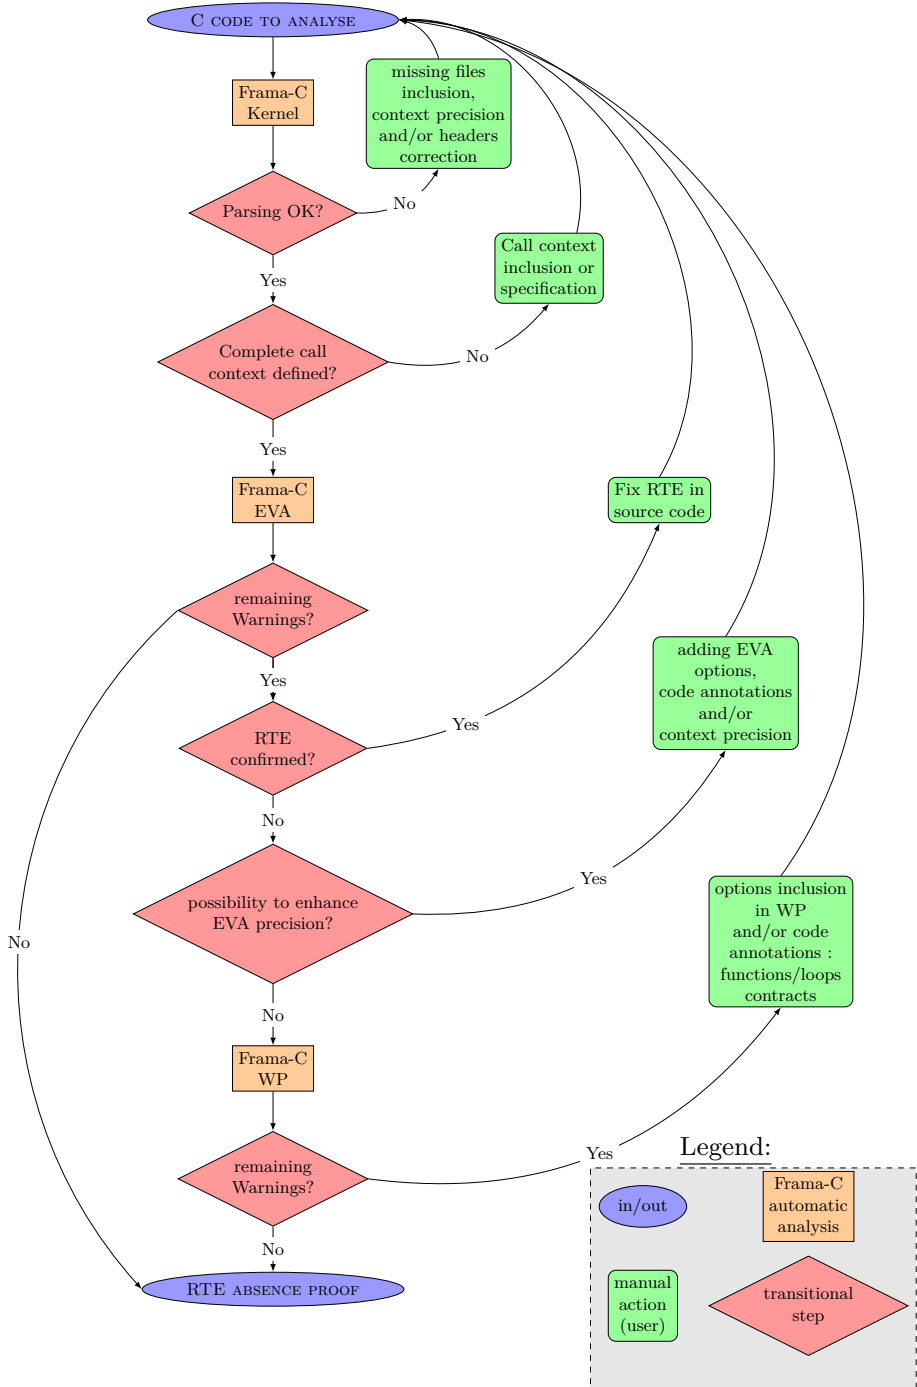 C CODE TO ANALYSE
missing files
inclusion,
context precision
and/or headers
correction
Frama-C
Kernel
Parsing OK?
No
Call context
inclusion or
specification
Yes
Complete call
context defined?
No
Yes
Frama-C
EVA
Fix RTE in
source code
remaining
Warnings?
adding EVA
options,
code annotations
and/or
context precision
Yes
RTE
confirmed?
Yes
No
possibility to enhance
EVA precision?
Yes
options inclusion
in WP
and/or code
annotations :
functions/loops
contracts
No
No
Frama-C
WP
remaining
Warnings?
Yes
No
RTE ABSENCE PROOF
Legend:
in/out
Frama-C
automatic
analysis
manual
action
(user)
transitional
step